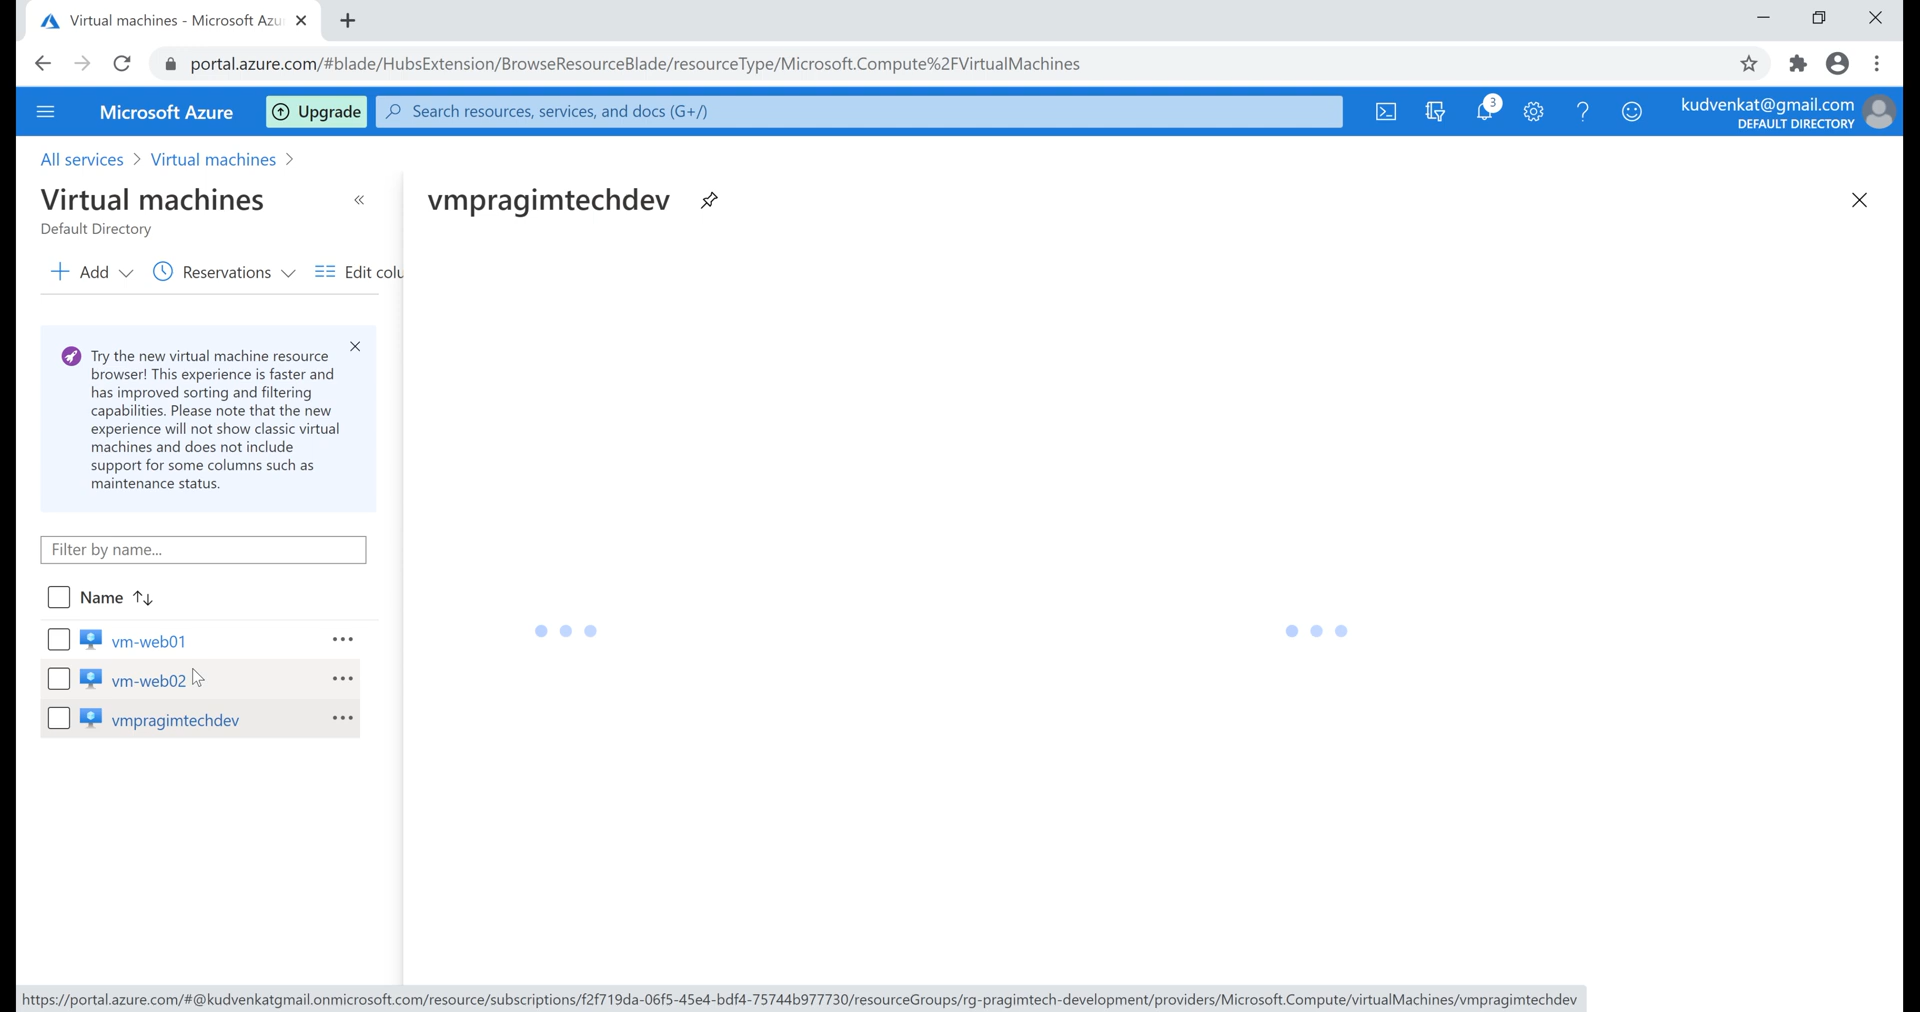 Virtual machines - Microsoft Azu
portal.azure.com/#blade/HubsExtension/BrowseResourceBlade/resourceType/Microsoft.Compute%2FVirtualMachines
Microsoft Azure
Upgrade
Search resources, services, and docs (G+/)
3
kudvenkat@gmail.com
DEFAULT DIRECTORY
All services > Virtual machines >
Virtual machines
Default Directory
«
vmpragimtechdev
Add
Reservations
Edit colu
Try the new virtual machine resource
browser! This experience is faster and
has improved sorting and filtering
capabilities. Please note that the new
experience will not show classic virtual
machines and does not include
support for some columns such as
maintenance status.
Filter by name...
Name ↑↓
vm-web01
vm-web02
vmpragimtechdev
https://portal.azure.com/#@kudvenkatgmail.onmicrosoft.com/resource/subscriptions/f2f719da-06f5-45e4-bdf4-75744b977730/resourceGroups/rg-pragimtech-development/providers/Microsoft.Compute/virtualMachines/vmpragimtechdev